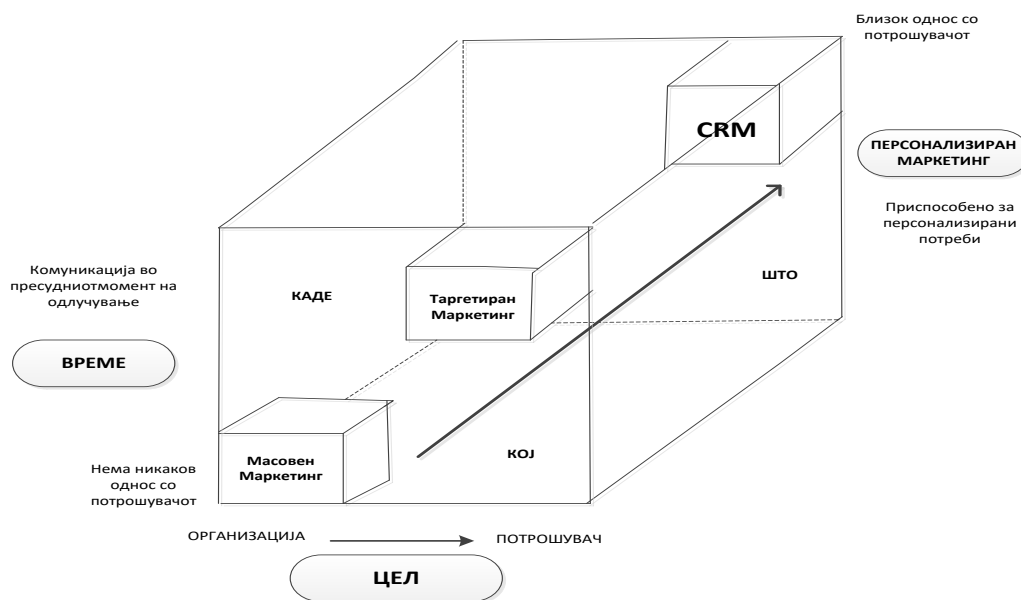 Близок однос со
потрошувачот
CRM
ПЕРСОНАЛИЗИРАН
МАРКЕТИНГ
Приспособено за
персонализирани
потреби
Комуникација во
пресудниотмомент на
одлучување
КАДЕ
Таргетиран
Маркетинг
ШТО
ВРЕМЕ
Масовен
Маркетинг
КОЈ
Нема никаков
однос со
потрошувачот
ОРГАНИЗАЦИЈА
ПОТРОШУВАЧ
ЦЕЛ